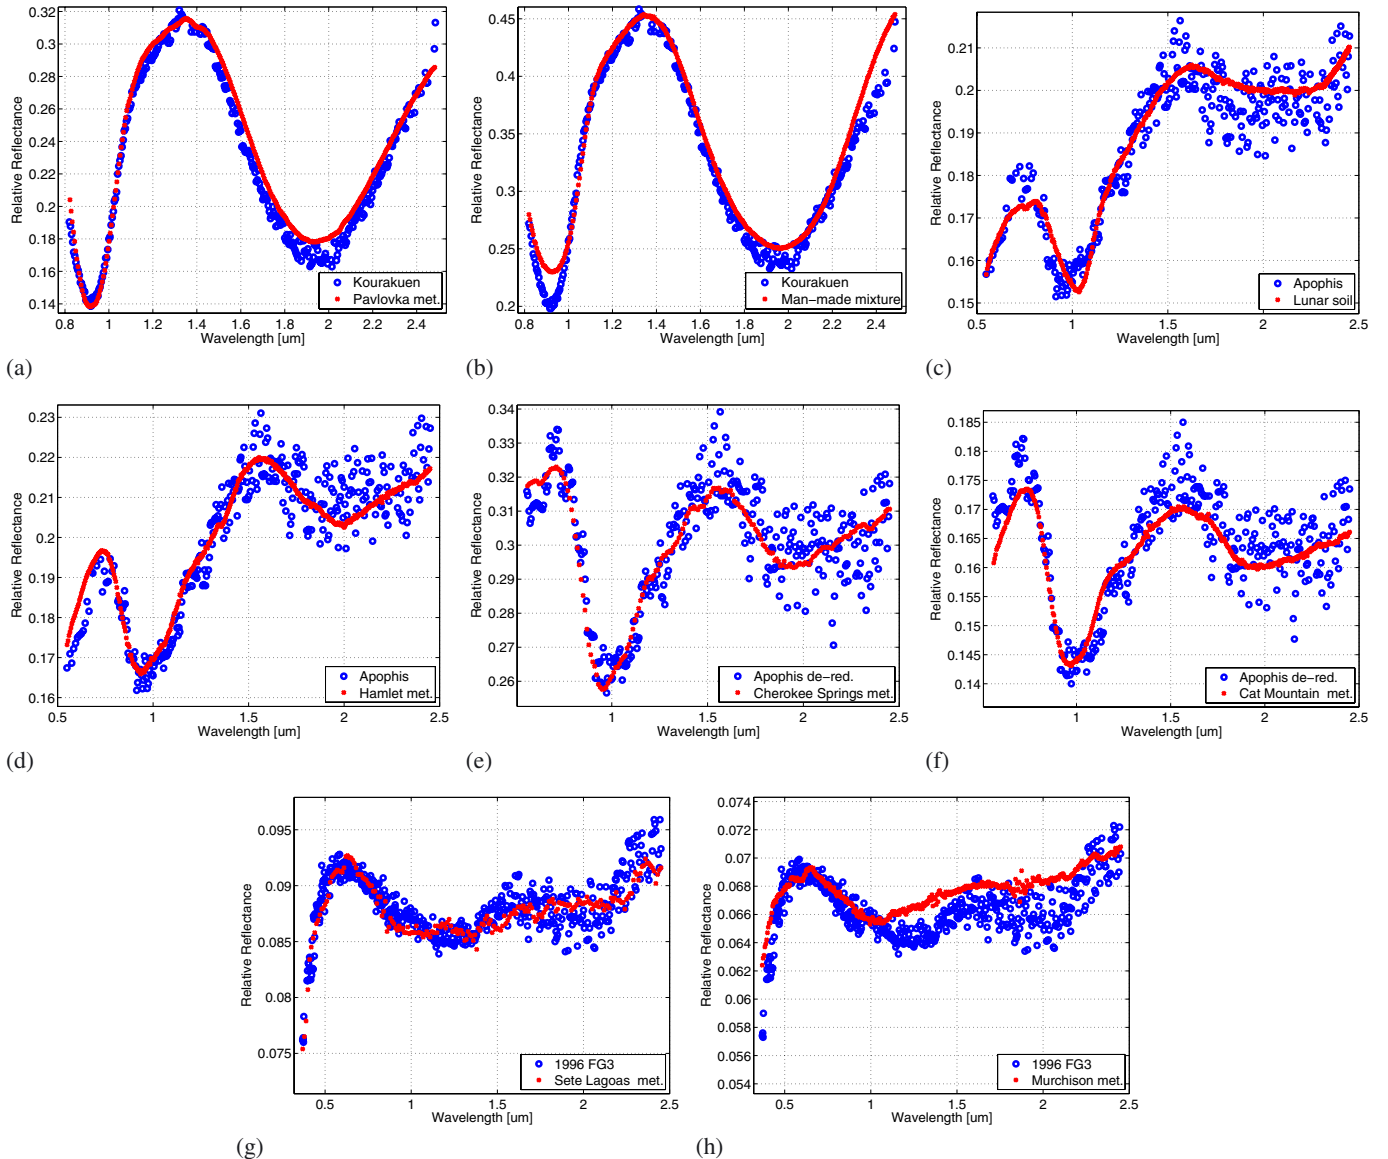 0.32
0.3
0.28
0.26
0.24
0.22
0.2
0.18
0.16
0.14
Relative Reflectance
0.8 1 1.2 1.4 1.6 1.8 2 2.2 2.4
Wavelength [um]
Kourakuen
Pavlovka met.
(a)
0.45
0.4
0.35
0.3
0.25
0.2
Relative Reflectance
0.8 1 1.2 1.4 1.6 1.8 2 2.2 2.4
Wavelength [um]
Kourakuen
Man-made mixture
(b)
0.21
0.2
0.19
0.18
0.17
0.16
0.15
Relative Reflectance
0.5 1 1.5 2 2.5
Wavelength [um]
Apophis
Lunar soil
(c)
0.23
0.22
0.21
0.2
0.19
0.18
0.17
0.16
Relative Reflectance
0.5 1 1.5 2 2.5
Wavelength [um]
Apophis
Hamlet met.
(d)
0.34
0.33
0.32
0.31
0.3
0.29
0.28
0.27
0.26
Relative Reflectance
1 1.5 2 2.5
Wavelength [um]
Apophis de-red.
Cherokee Springs met.
(e)
0.185
0.18
0.175
0.17
0.165
0.16
0.155
0.15
0.145
0.14
Relative Reflectance
1 1.5 2 2.5
Wavelength [um]
Apophis de-red.
Cat Mountain met.
(f)
0.095
0.09
0.085
0.08
0.075
Relative Reflectance
0.5 1 1.5 2 2.5
Wavelength [um]
1996 FG3
Sete Lagoas met.
(g)
0.074
0.072
0.07
0.068
0.066
0.064
0.062
0.06
0.058
0.056
0.054
Relative Reflectance
0.5 1 1.5 2 2.5
Wavelength [um]
1996 FG3
Murchison met.
(h)